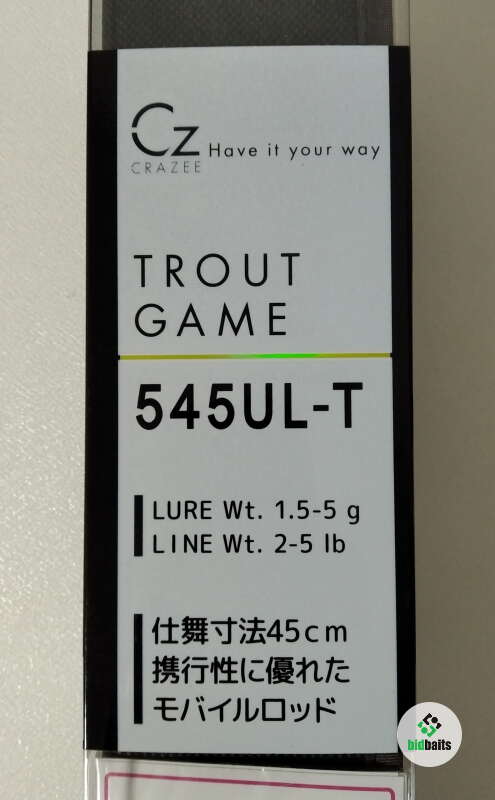 Cz
CRAZEE
Have it your way
TROUT
GAME
545UL-T
LURE Wt. 1.5-5 g
LINE Wt. 2-5 lb
仕舞寸法45cm
携行性に優れた
モバイルロッド
bidbaits